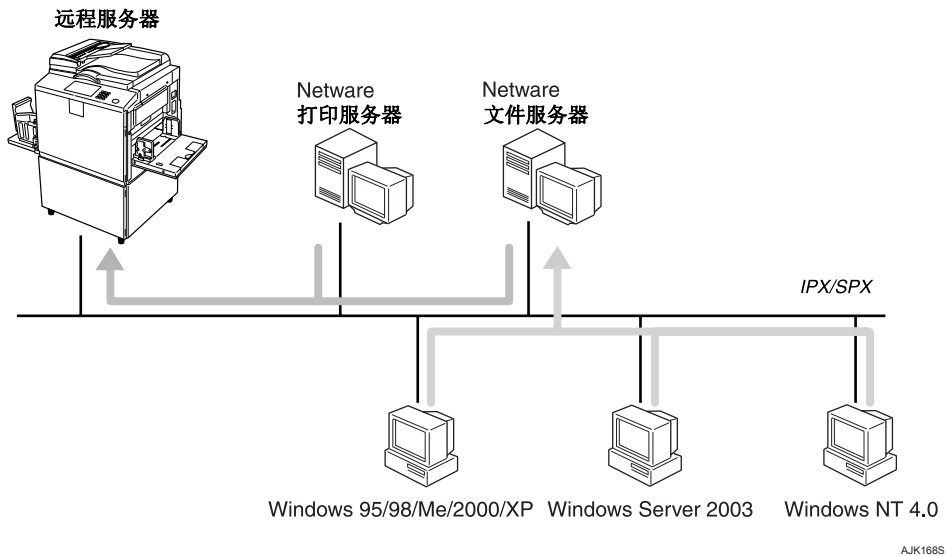 远程服务器
Netware
打印服务器
Netware
文件服务器
IPX/SPX
Windows 95/98/Me/2000/XP
Windows Server 2003
Windows NT 4.0
AJK168S